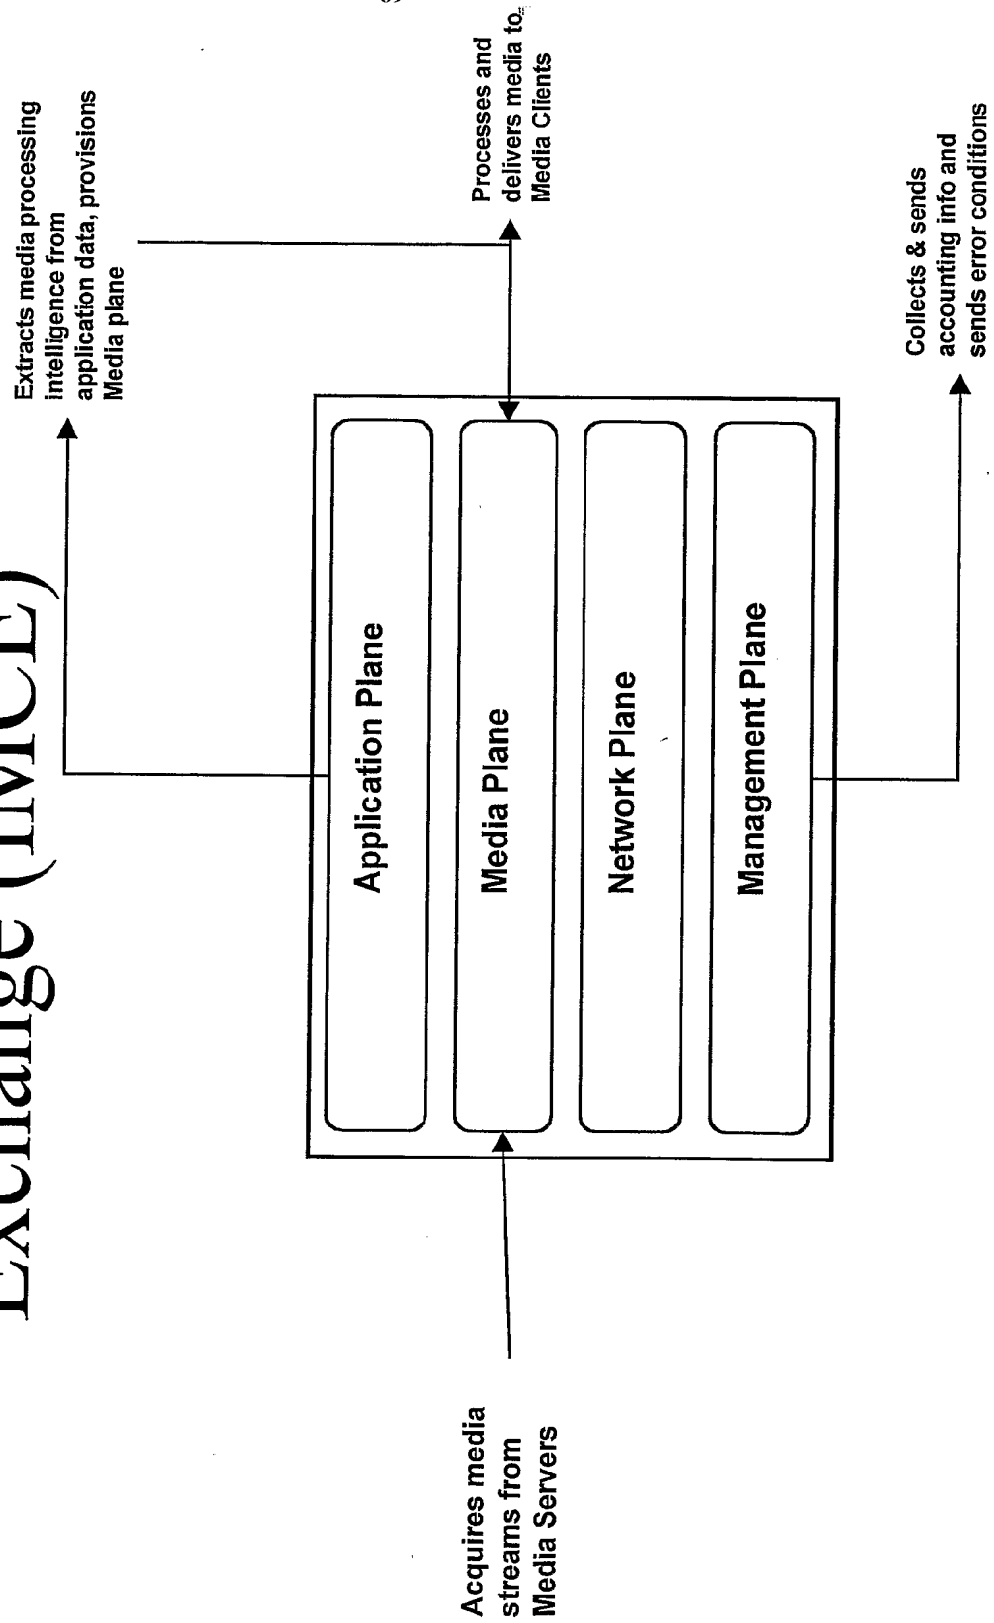 Exchange (IMCE)
Extracts media processing
intelligence from
application data, provisions
Media plane
Acquires media
streams from
Media Servers
Application Plane
Media Plane
Network Plane
Management Plane
Processes and
delivers media to
Media Clients
Collects & sends
accounting info and
sends error conditions